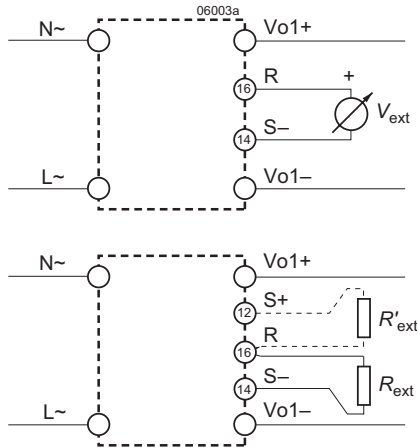 06003a
N~ Vo1+
R +
16
Vext
S–
14
L~ Vo1–
N~ Vo1+
S+
12
R'ext
R
16
S–
14
Rext
L~ Vo1–